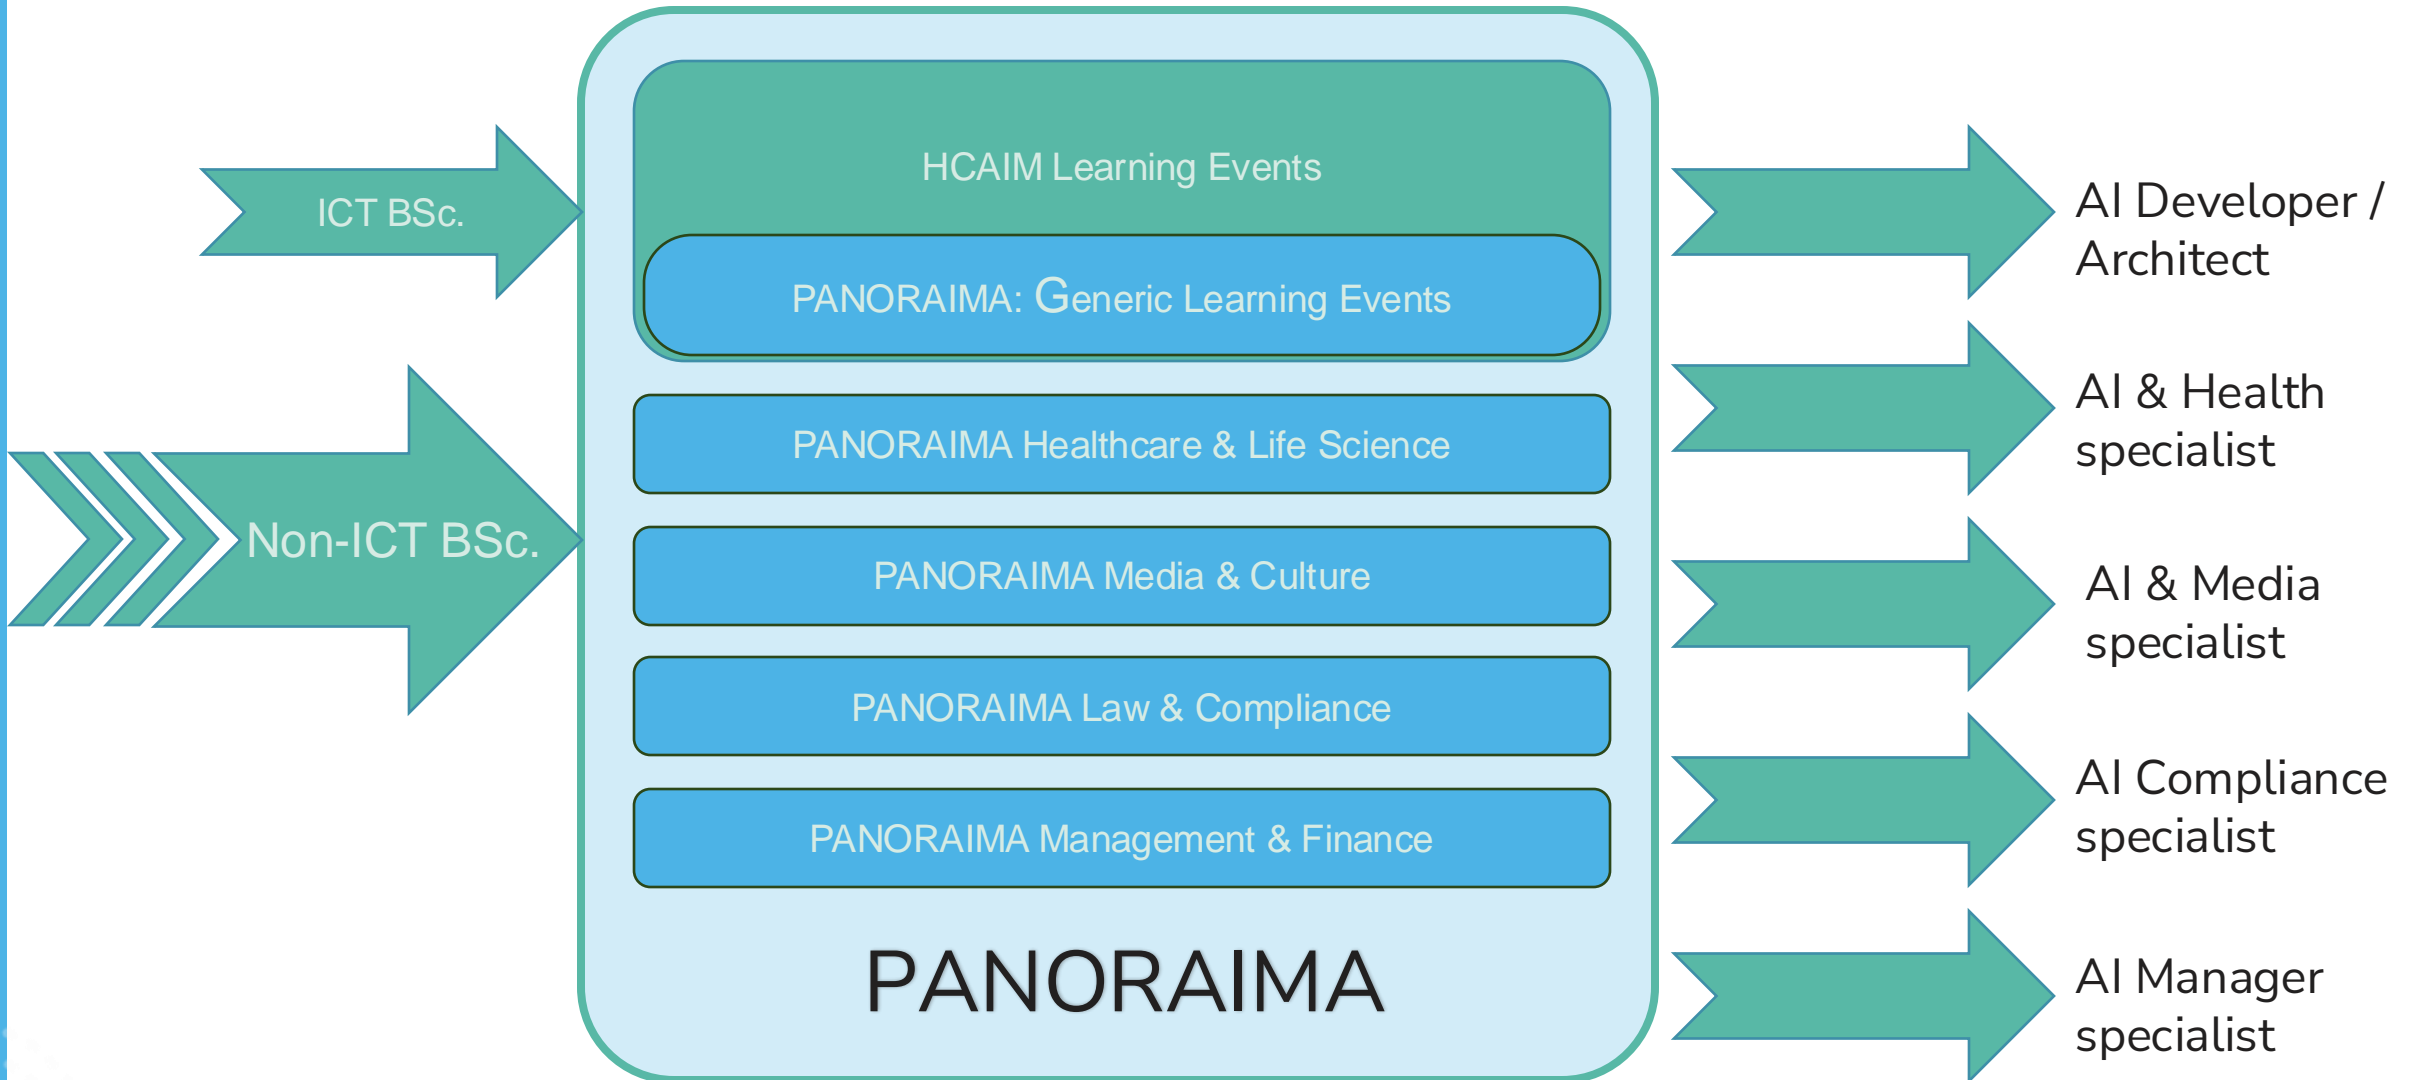 ICT BSc.
Non-ICT BSc.
HCAIM Learning Events
PANORAIMA: Generic Learning Events
PANORAIMA Healthcare & Life Science
PANORAIMA Media & Culture
PANORAIMA Law & Compliance
PANORAIMA Management & Finance
PANORAIMA
AI Developer /
Architect
AI & Health
specialist
AI & Media
specialist
AI Compliance
specialist
AI Manager
specialist